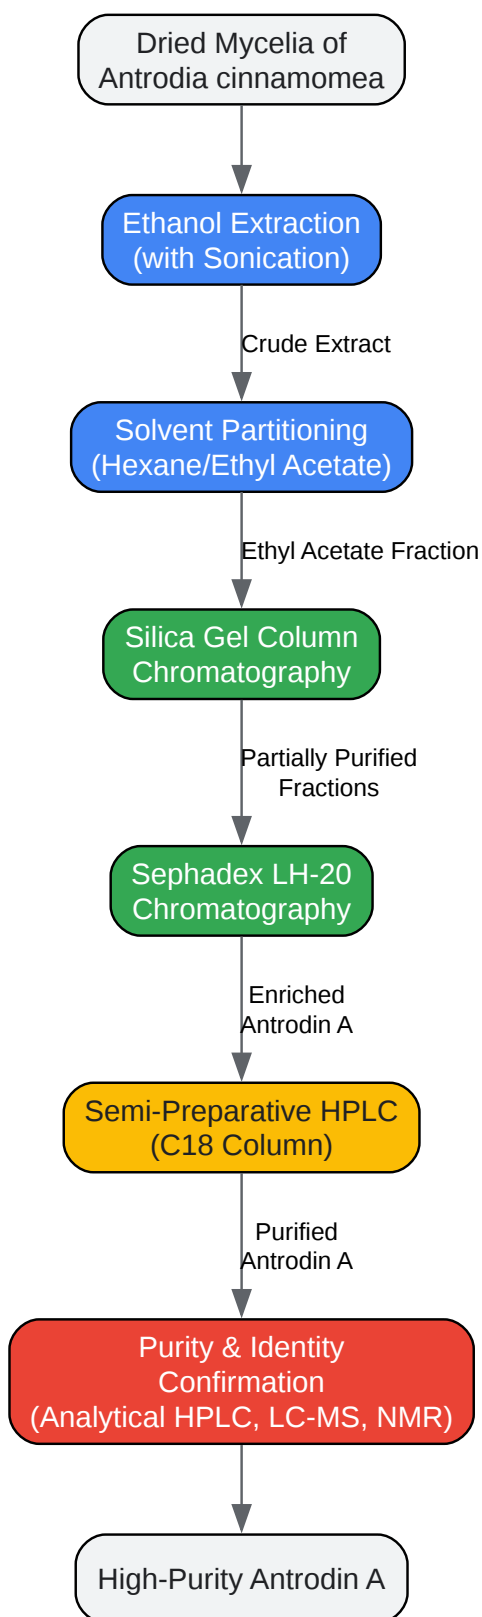 Dried Mycelia of
Antrodia cinnamomea
Ethanol Extraction
(with Sonication)
Crude Extract
Solvent Partitioning
(Hexane/Ethyl Acetate)
Ethyl Acetate Fraction
Silica Gel Column
Chromatography
Partially Purified
Fractions
Sephadex LH-20
Chromatography
Enriched
Antrodin A
Semi-Preparative HPLC
(C18 Column)
Purified
Antrodin A
Purity & Identity
Confirmation
(Analytical HPLC, LC-MS, NMR)
High-Purity Antrodin A